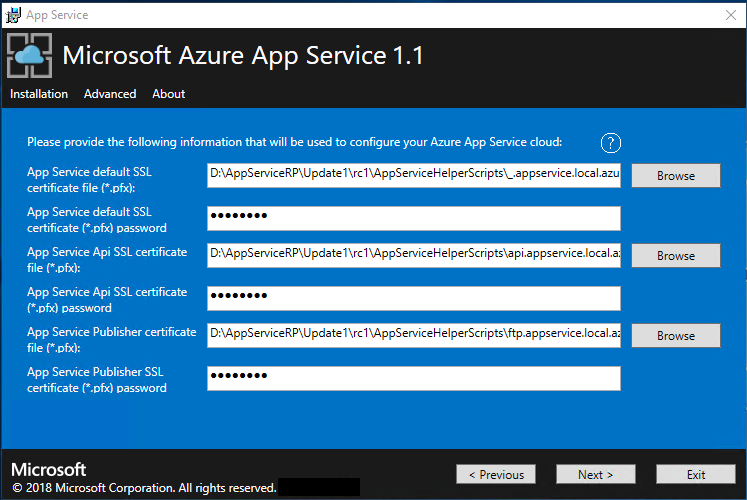 App Service
Microsoft Azure App Service 1.1
Installation Advanced About
Please provide the following information that will be used to configure your Azure App Service cloud: ?
App Service default SSL
certificate file (*.pfx):
D:\AppServiceRP\Update1\rc1\AppServiceHelperScripts\_.appservice.local.azu
Browse
App Service default SSL
certificate (*.pfx) password
●●●●●●●●
App Service Api SSL certificate
file (*.pfx):
D:\AppServiceRP\Update1\rc1\AppServiceHelperScripts\api.appservice.local.az
Browse
App Service Api SSL certificate
(*.pfx) password
●●●●●●●●
App Service Publisher certificate
file (*.pfx):
D:\AppServiceRP\Update1\rc1\AppServiceHelperScripts\ftp.appservice.local.az
Browse
App Service Publisher SSL
certificate (*.pfx) password
●●●●●●●●
Microsoft
© 2018 Microsoft Corporation. All rights reserved.
< Previous
Next >
Exit